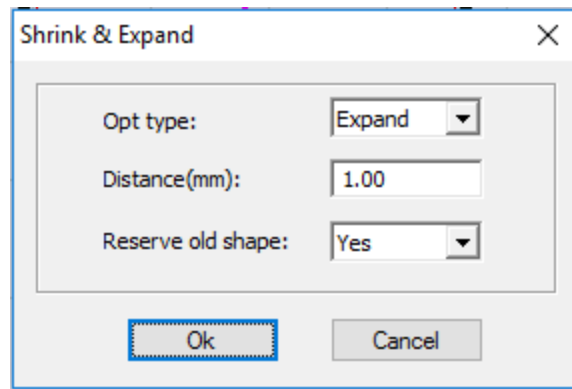 Shrink & Expand
Opt type: Expand
Distance(mm): 1.00
Reserve old shape: Yes
Ok Cancel